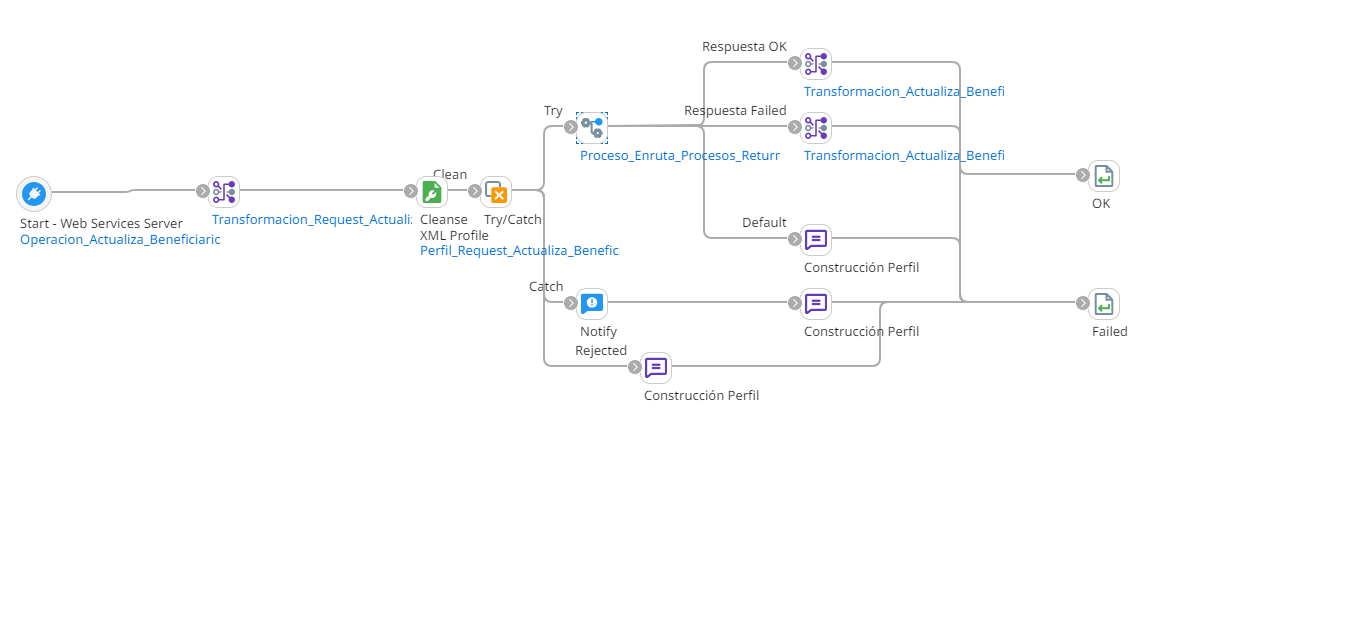 Respuesta OK
Transformacion_Actualiza_Benefi
Try
Respuesta Failed
Proceso_Enruta_Procesos_Returr
Transformacion_Actualiza_Benefi
Clean
Start - Web Services Server
Operacion_Actualiza_Beneficiaric
Transformacion_Request_Actuali:
Cleanse
XML Profile
Perfil_Request_Actualiza_Benefic
Try/Catch
OK
Default
Construcción Perfil
Catch
Notify
Construcción Perfil
Failed
Rejected
Construcción Perfil